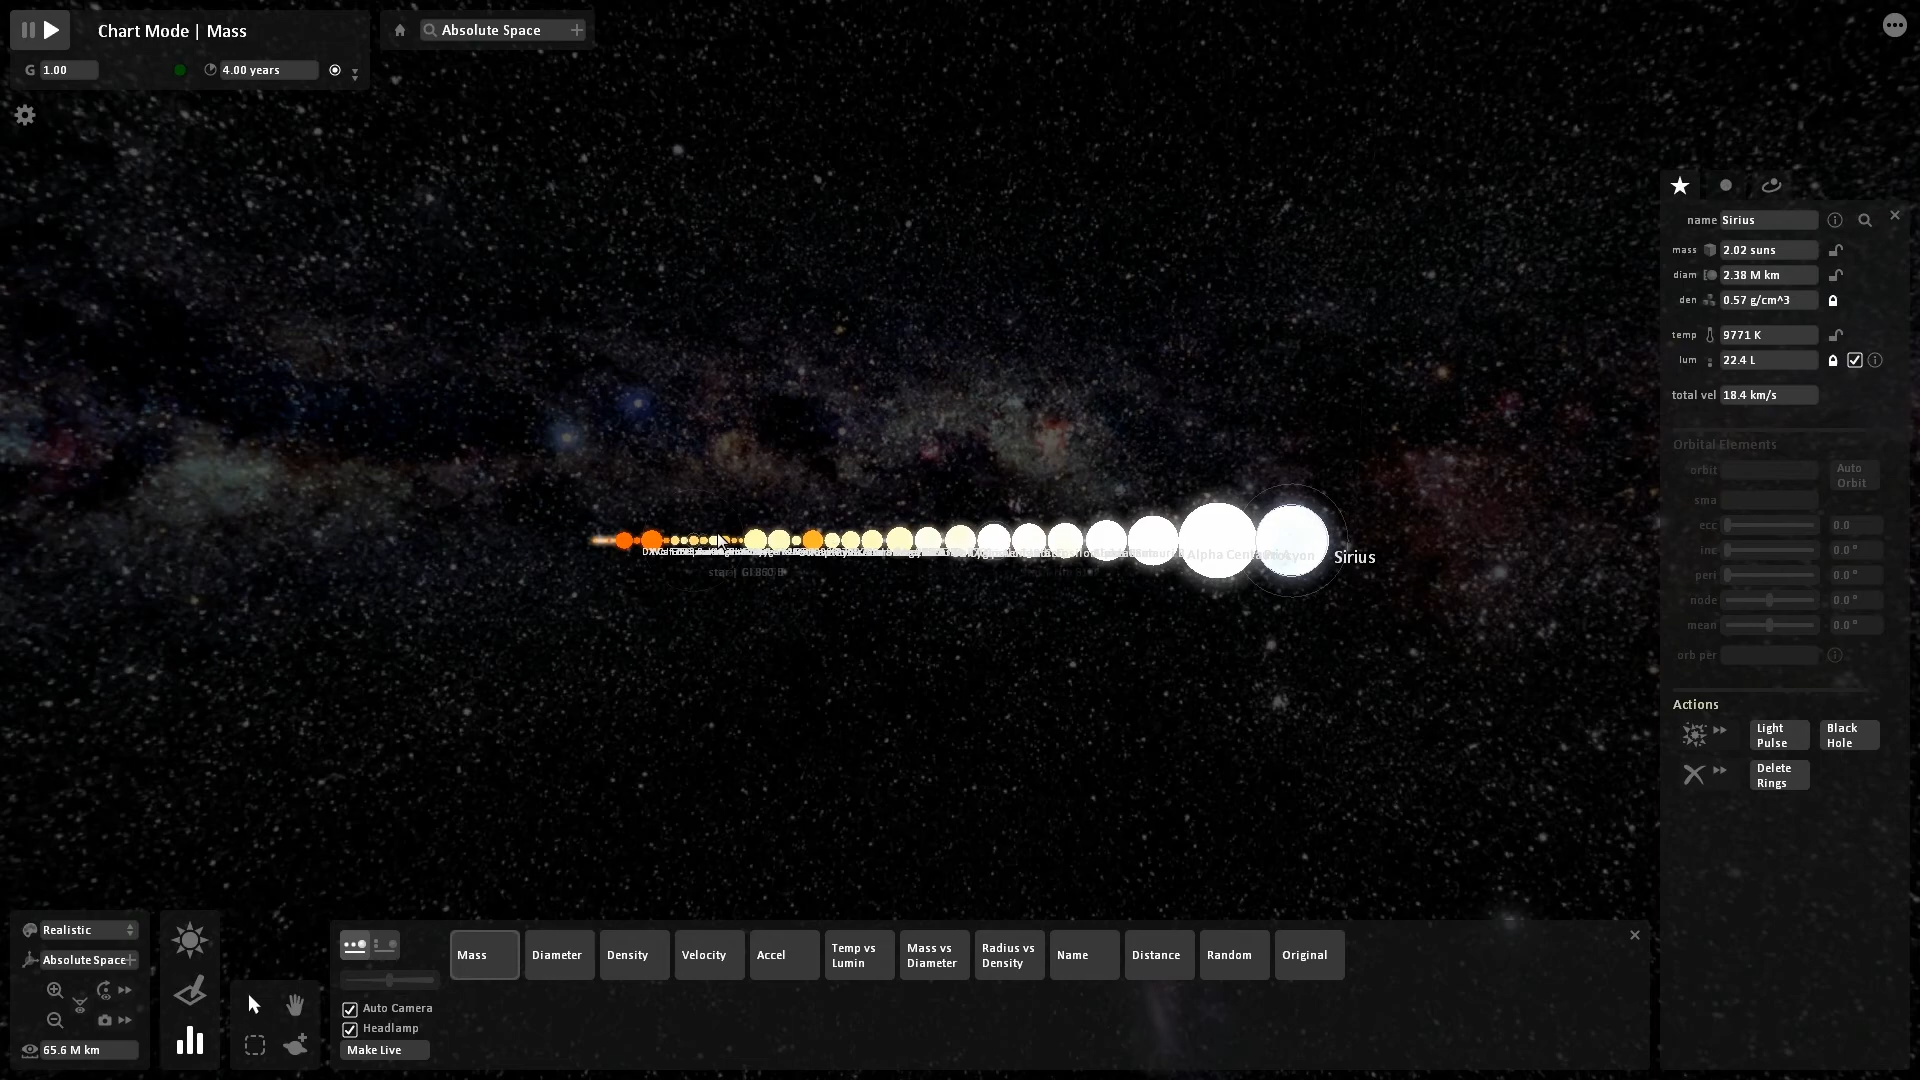 Chart Mode | Mass
Absolute Space
G 1.00
4.00 years
name Sirius
mass 2.02 suns
diam 2.38 M km
den 0.57 g/cm^3
temp 9771 K
lum 22.4 L
total vel 18.4 km/s
Orbital Elements
orbit
Auto
Orbit
sma
ecc 0.0
inc 0.0 °
peri 0.0 °
node 0.0 °
mean 0.0 °
orb per
Actions
Light
Pulse
Black
Hole
Delete
Rings
Alpha Centauri A
Sirius
Realistic
Absolute Space
65.6 M km
Mass
Diameter
Density
Velocity
Accel
Temp vs
Lumin
Mass vs
Diameter
Radius vs
Density
Name
Distance
Random
Original
Auto Camera
Headlamp
Make Live